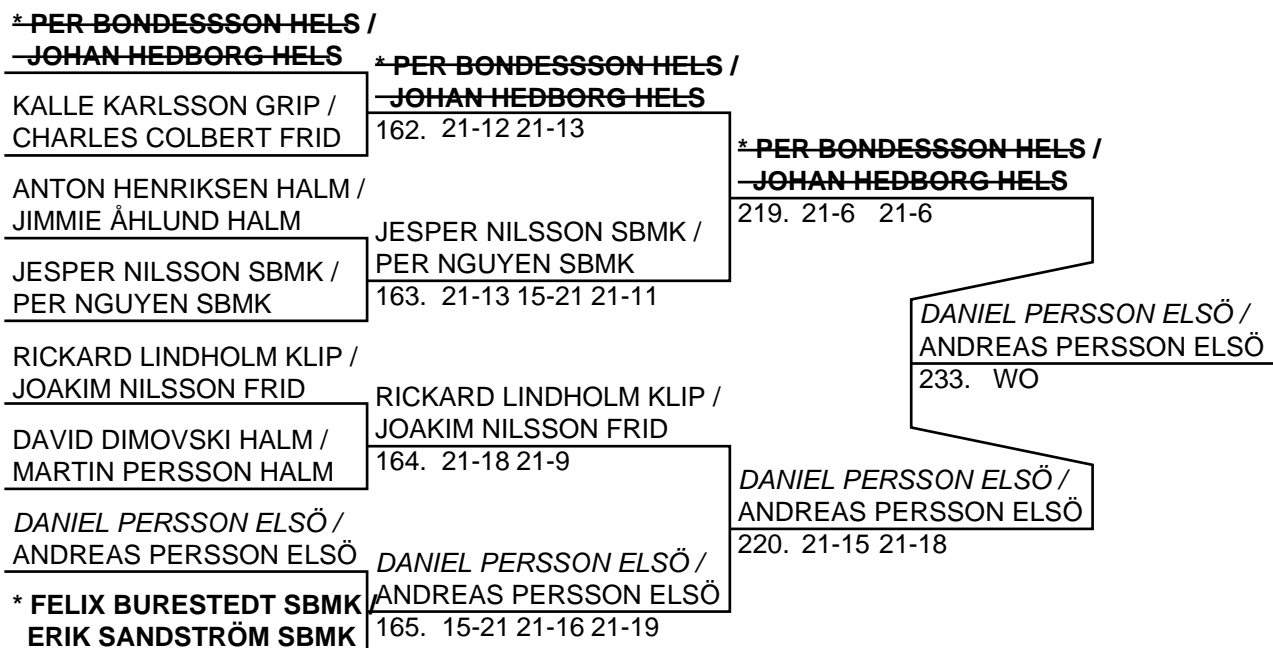 * PER BONDESSSON HELS /
JOHAN HEDBORG HELS
KALLE KARLSSON GRIP /
CHARLES COLBERT FRID
ANTON HENRIKSEN HALM /
JIMMIE ÅHLUND HALM
JESPER NILSSON SBMK /
PER NGUYEN SBMK
RICKARD LINDHOLM KLIP /
JOAKIM NILSSON FRID
DAVID DIMOVSKI HALM /
MARTIN PERSSON HALM
DANIEL PERSSON ELSÖ /
ANDREAS PERSSON ELSÖ
* FELIX BURESTEDT SBMK /
ERIK SANDSTRÖM SBMK
* PER BONDESSSON HELS /
JOHAN HEDBORG HELS
162. 21-12 21-13
JESPER NILSSON SBMK /
PER NGUYEN SBMK
163. 21-13 15-21 21-11
RICKARD LINDHOLM KLIP /
JOAKIM NILSSON FRID
164. 21-18 21-9
DANIEL PERSSON ELSÖ /
ANDREAS PERSSON ELSÖ
165. 15-21 21-16 21-19
* PER BONDESSSON HELS /
JOHAN HEDBORG HELS
219. 21-6 21-6
DANIEL PERSSON ELSÖ /
ANDREAS PERSSON ELSÖ
220. 21-15 21-18
DANIEL PERSSON ELSÖ /
ANDREAS PERSSON ELSÖ
233. WO